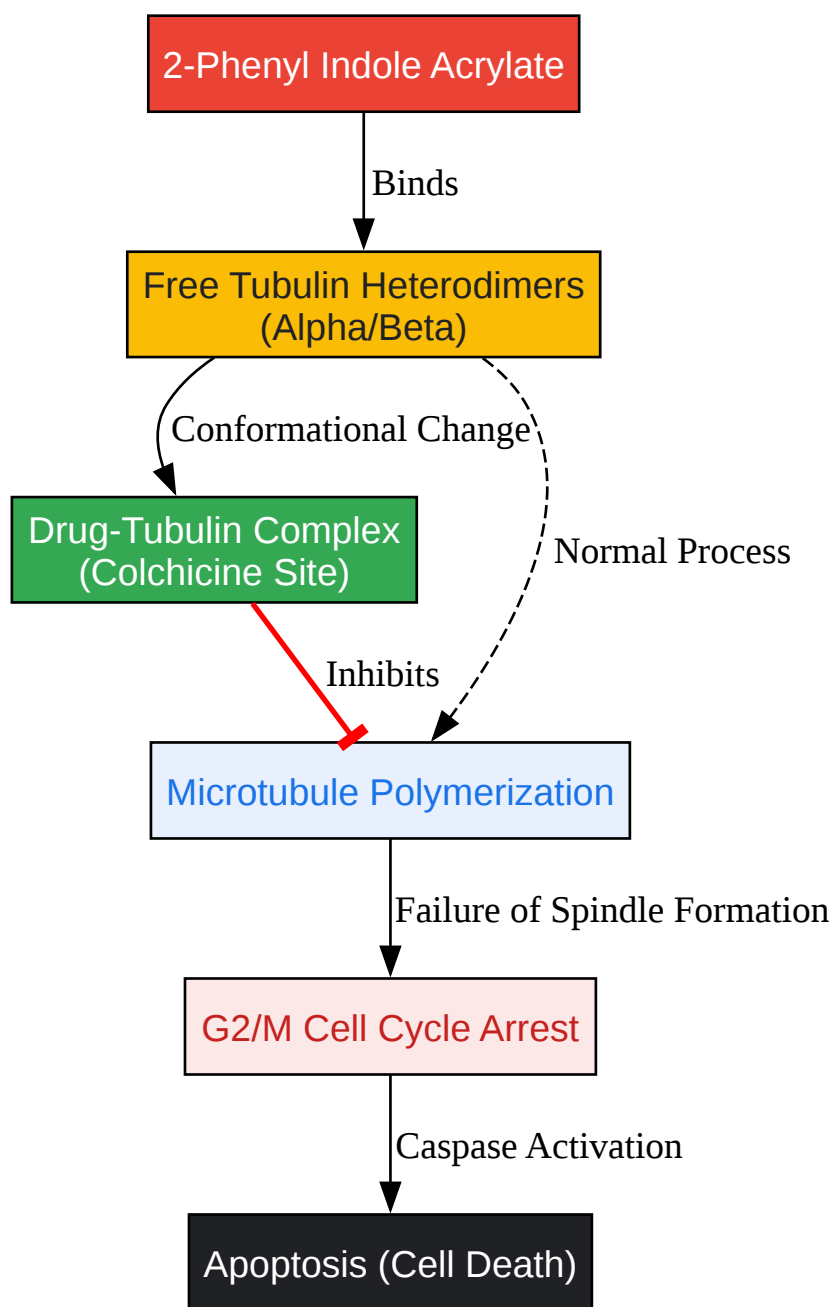 2-Phenyl Indole Acrylate
Binds
Free Tubulin Heterodimers
(Alpha/Beta)
Conformational Change
Drug-Tubulin Complex
(Colchicine Site)
Normal Process
Inhibits
Microtubule Polymerization
Failure of Spindle Formation
G2/M Cell Cycle Arrest
Caspase Activation
Apoptosis (Cell Death)